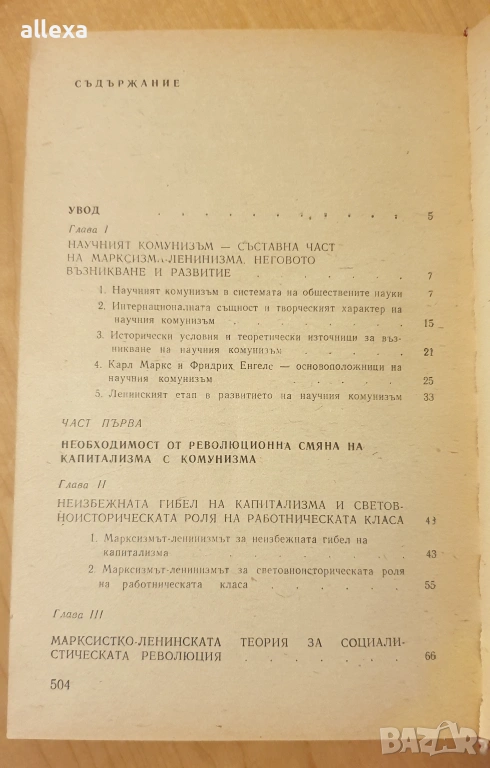 allexa
СЪДЪРЖАНИЕ
УВОД . . . . . . . . . . . . 5
Глава I
НАУЧНИЯТ КОМУНИЗЪМ — СЪСТАВНА ЧАСТ
НА МАРКСИЗМА-ЛЕНИНИЗМА. НЕГОВОТО
ВЪЗНИКВАНЕ И РАЗВИТИЕ . . . . . . 7
1. Научният комунизъм в системата на обществените науки 7
2. Интернационалната същност и творческият характер на
научния комунизъм . . . . . . . . 15
3. Исторически условия и теоретически източници за въз-
никване на научния комунизъм . . . . . 21
4. Карл Маркс и Фридрих Енгелс — основоположници на
научния комунизъм . . . . . . . . 25
5. Ленинският етап в развитието на научния комунизъм 33
ЧАСТ ПЪРВА
НЕОБХОДИМОСТ ОТ РЕВОЛЮЦИОННА СМЯНА НА
КАПИТАЛИЗМА С КОМУНИЗМА
Глава II
НЕИЗБЕЖНАТА ГИБЕЛ НА КАПИТАЛИЗМА И СВЕТОВ-
НОИСТОРИЧЕСКАТА РОЛЯ НА РАБОТНИЧЕСКАТА КЛАСА 43
1. Марксизмът-ленинизмът за неизбежната гибел на
капитализма . . . . . . . . . 43
2. Марксизмът-ленинизмът за световноисторическата роля
на работническата класа . . . . . . . 55
Глава III
МАРКСИСТКО-ЛЕНИНСКАТА ТЕОРИЯ ЗА СОЦИАЛИ-
СТИЧЕСКАТА РЕВОЛЮЦИЯ . . . . . . . 66
504
BAZAR